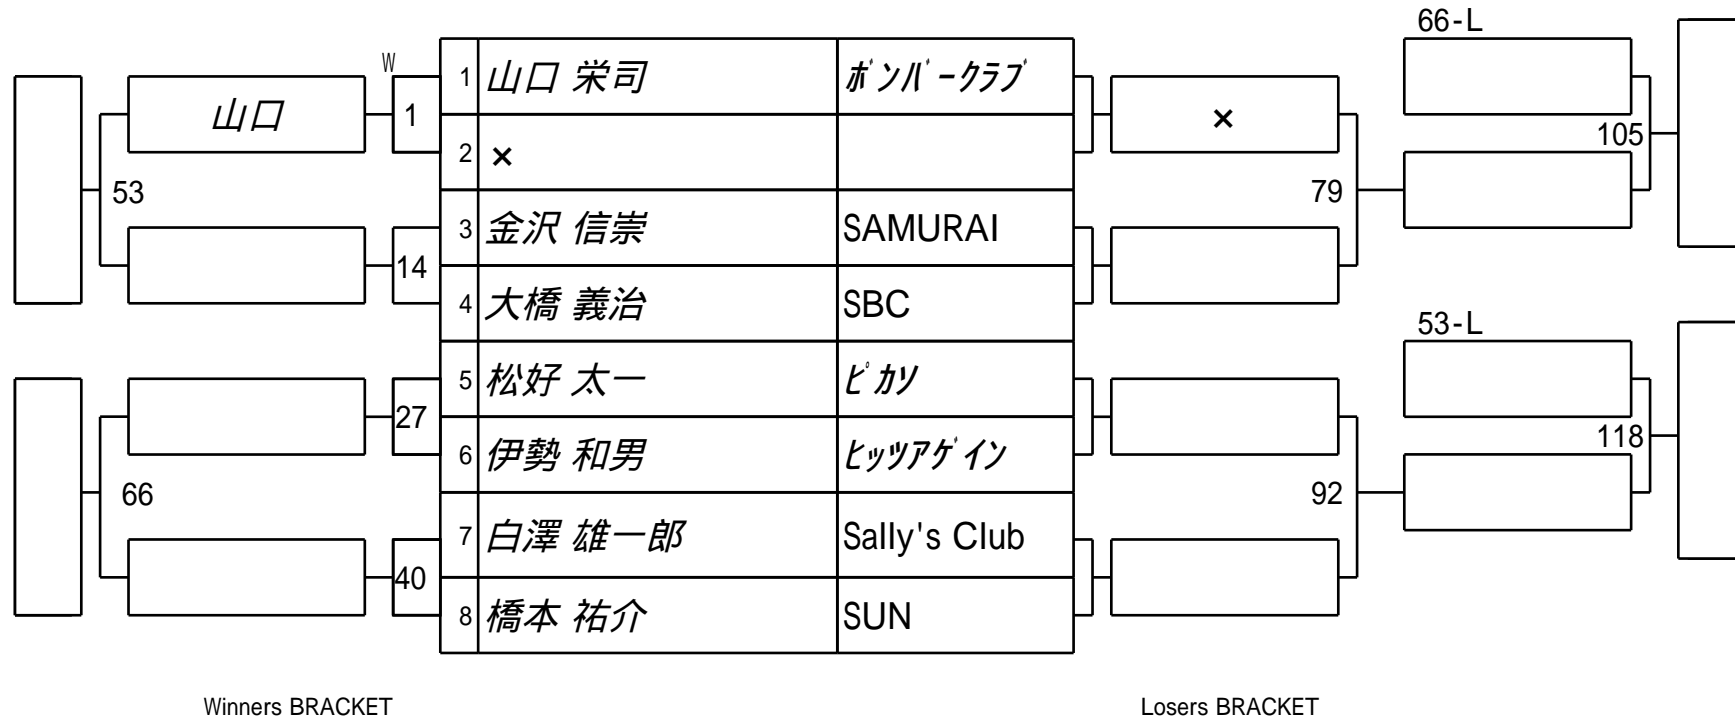 66-L
W
1 山口 栄司 ボンバークラブ
山口 1 × 105
2 ×
53 79
3 金沢 信崇 SAMURAI
14
4 大橋 義治 SBC
53-L
5 松好 太一 ピカソ
27 118
6 伊勢 和男 ヒッツアゲイン
66 92
7 白澤 雄一郎 Sally's Club
40
8 橋本 祐介 SUN
Winners BRACKET Losers BRACKET